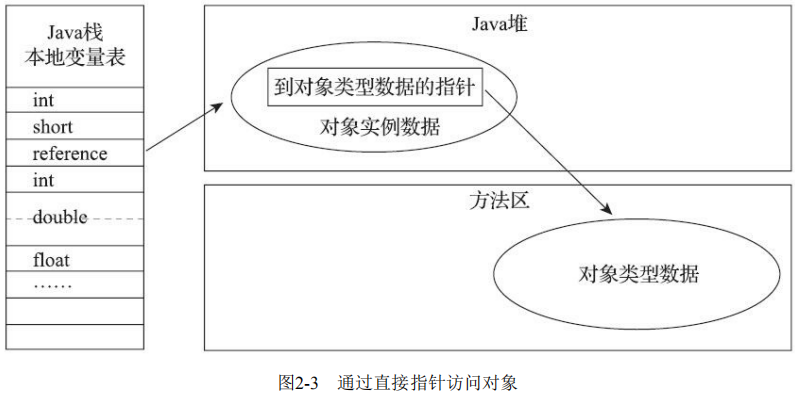 Java栈
本地变量表
int
short
reference
int
double
float
……
Java堆
到对象类型数据的指针
对象实例数据
方法区
对象类型数据
图2-3 通过直接指针访问对象